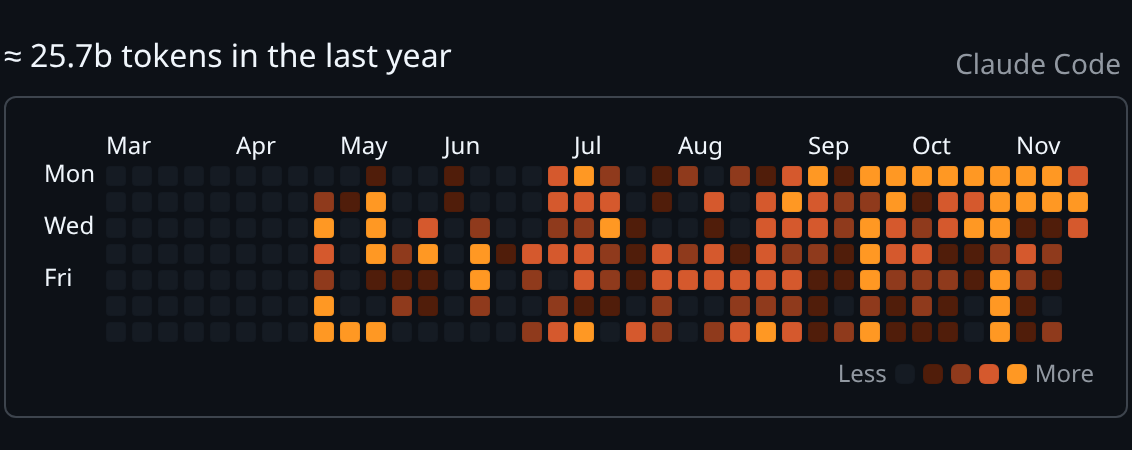 ≈ 25.7b tokens in the last year
Claude Code
Mar Apr May Jun Jul Aug Sep Oct Nov
Mon
Wed
Fri
Less More